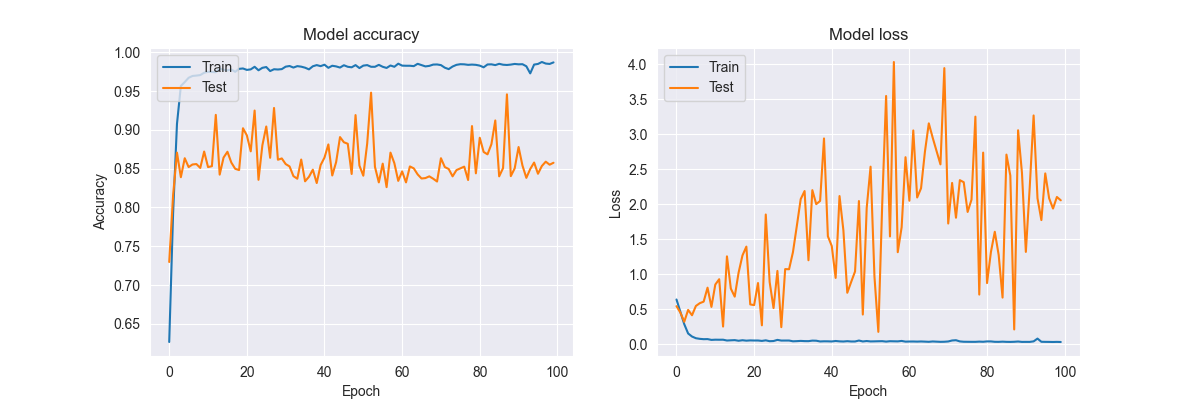 Model accuracy
Train
Test
1.00
0.95
0.90
0.85
0.80
0.75
0.70
0.65
Accuracy
0 20 40 60 80 100
Epoch
Model loss
Train
Test
4.0
3.5
3.0
2.5
2.0
1.5
1.0
0.5
0.0
Loss
0 20 40 60 80 100
Epoch